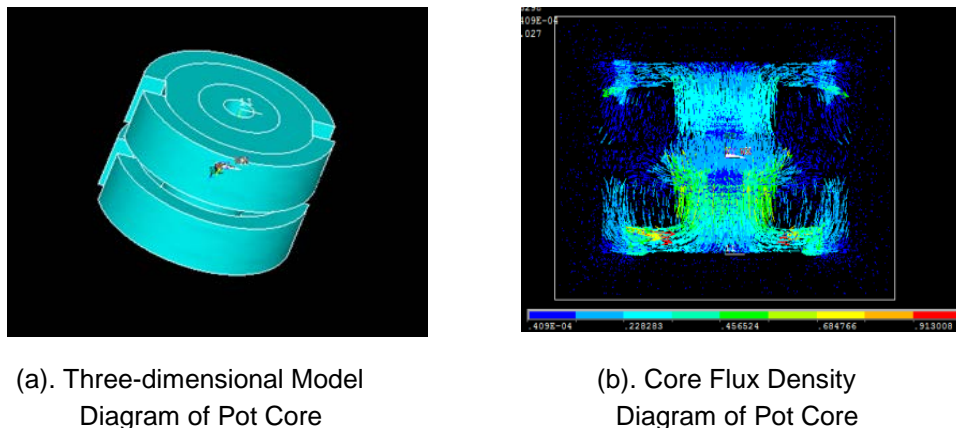 409E-04
.027
.409E-04 .228283 .456524 .684766 .913008
(a). Three-dimensional Model
Diagram of Pot Core
(b). Core Flux Density
Diagram of Pot Core